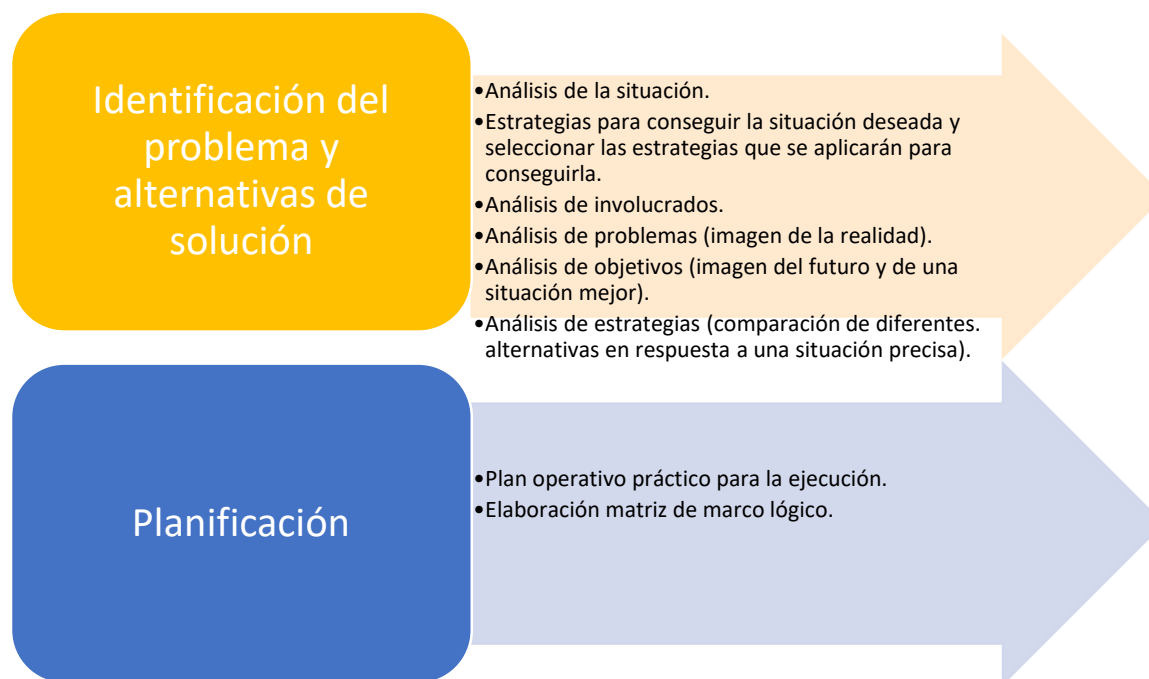 Identificación del
problema y
alternativas de
solución
•Análisis de la situación.
•Estrategias para conseguir la situación deseada y
seleccionar las estrategias que se aplicarán para
conseguirla.
•Análisis de involucrados.
•Análisis de problemas (imagen de la realidad).
•Análisis de objetivos (imagen del futuro y de una
situación mejor).
•Análisis de estrategias (comparación de diferentes.
alternativas en respuesta a una situación precisa).
Planificación
•Plan operativo práctico para la ejecución.
•Elaboración matriz de marco lógico.